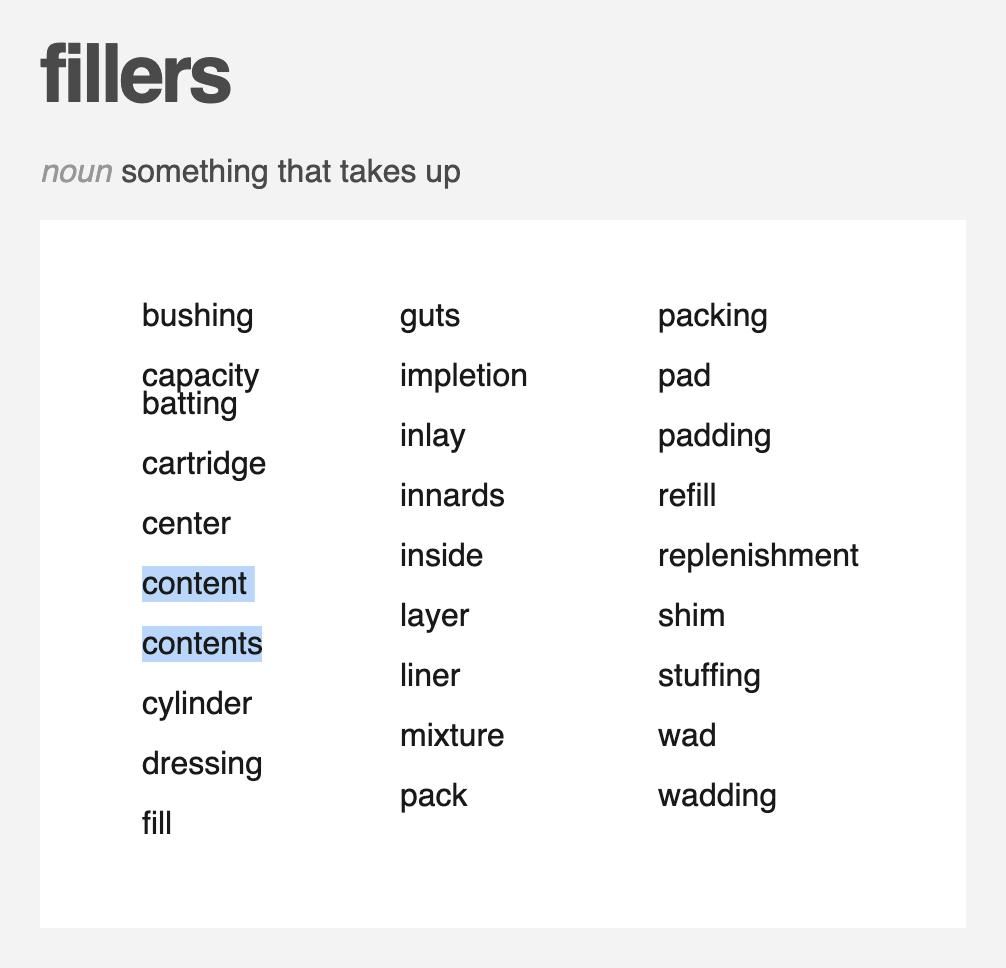 fillers
noun something that takes up
bushing
capacity
batting
cartridge
center
content
contents
cylinder
dressing
fill
guts
impletion
inlay
innards
inside
layer
liner
mixture
pack
packing
pad
padding
refill
replenishment
shim
stuffing
wad
wadding